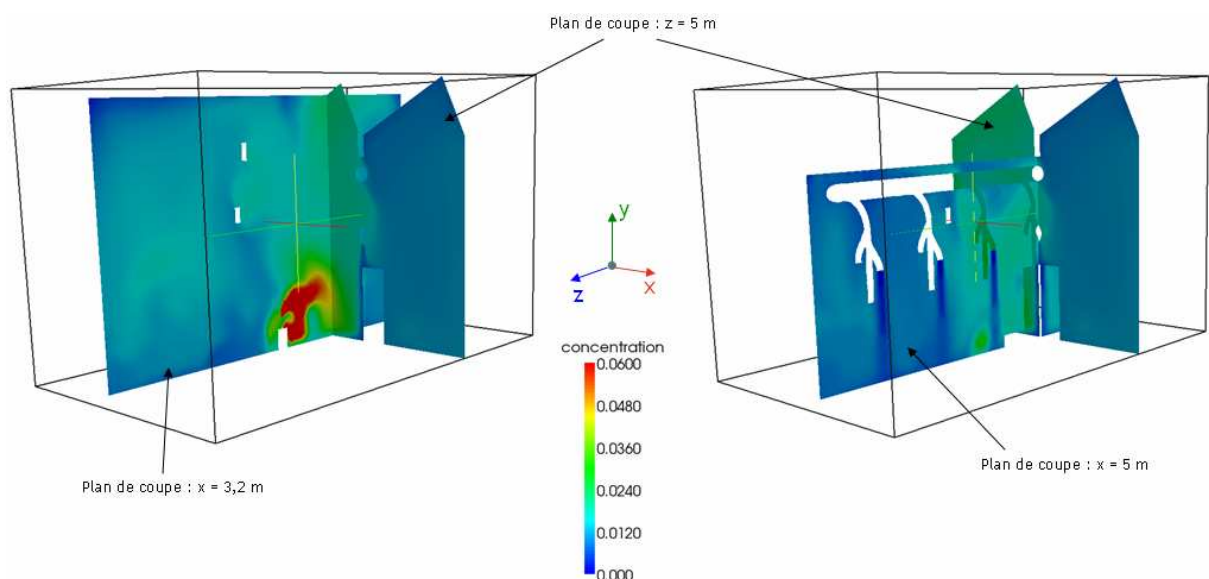 Plan de coupe : z = 5 m
y
z
x
concentration
0.0600
0.0480
0.0360
0.0240
0.0120
0.000
Plan de coupe : x = 3,2 m
Plan de coupe : x = 5 m